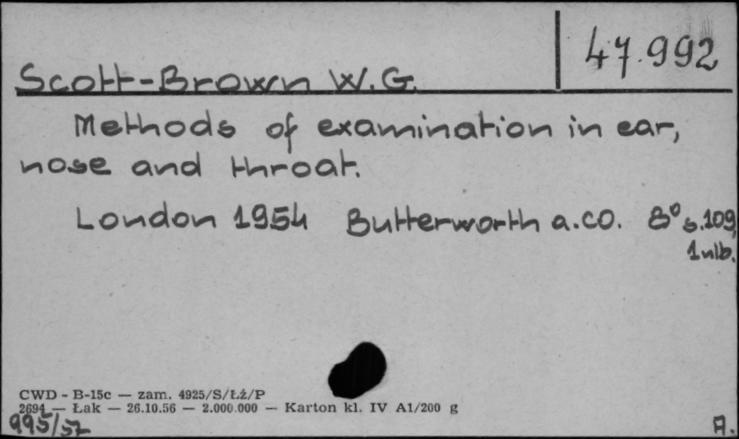 47.992
Scott-Brown W.G.
Methods of examination in ear,
nose and throat.
London 1954 Butterworth a.co. 8° s.109,
1 nlb.
CWD - B-15c — zam. 4925/S/Łż/P
2694 — Łak — 26.10.56 — 2.000.000 — Karton kl. IV A1/200 g
995/57 A.